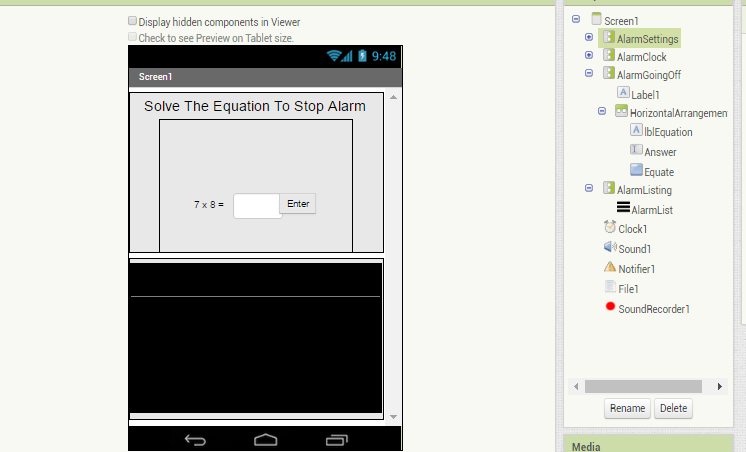 Display hidden components in Viewer
Check to see Preview on Tablet size.
9:48
Screen1
Solve The Equation To Stop Alarm
7 x 8 =
Enter
Screen1
AlarmSettings
AlarmClock
AlarmGoingOff
Label1
HorizontalArrangemen
lblEquation
Answer
Equate
AlarmListing
AlarmList
Clock1
Sound1
Notifier1
File1
SoundRecorder1
Rename
Delete
Media